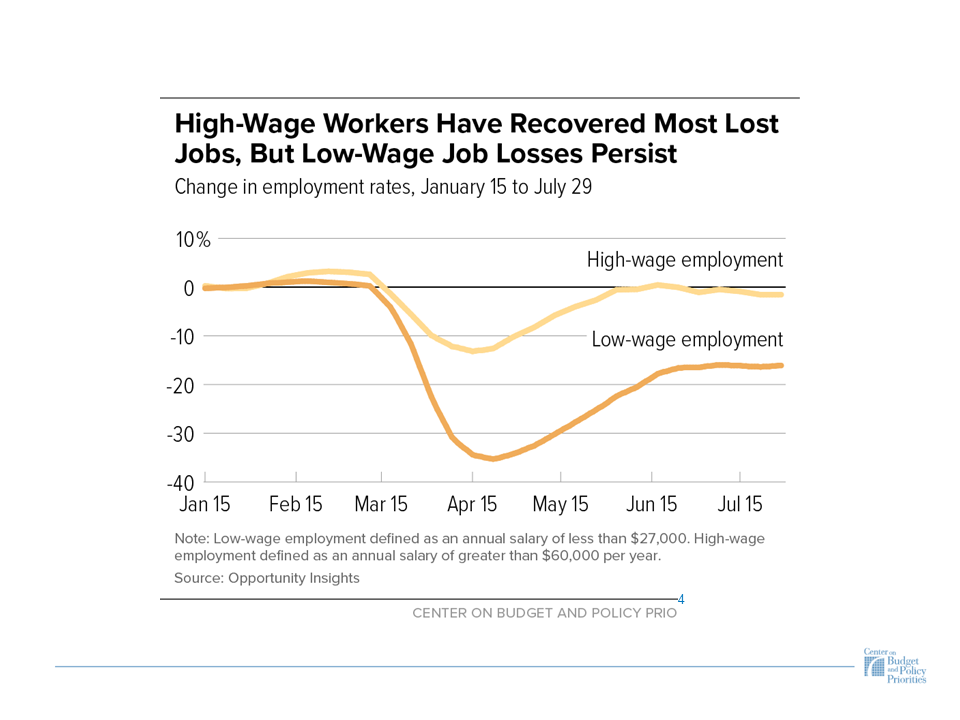 High-Wage Workers Have Recovered Most Lost
Jobs, But Low-Wage Job Losses Persist
Change in employment rates, January 15 to July 29
10%
High-wage employment
0
-10
Low-wage employment
-20
-30
-40
Jan 15 Feb 15 Mar 15 Apr 15 May 15 Jun 15 Jul 15
Note: Low-wage employment defined as an annual salary of less than $27,000. High-wage
employment defined as an annual salary of greater than $60,000 per year.
Source: Opportunity Insights
4
CENTER ON BUDGET AND POLICY PRIO
Center on
Budget
and Policy
Priorities